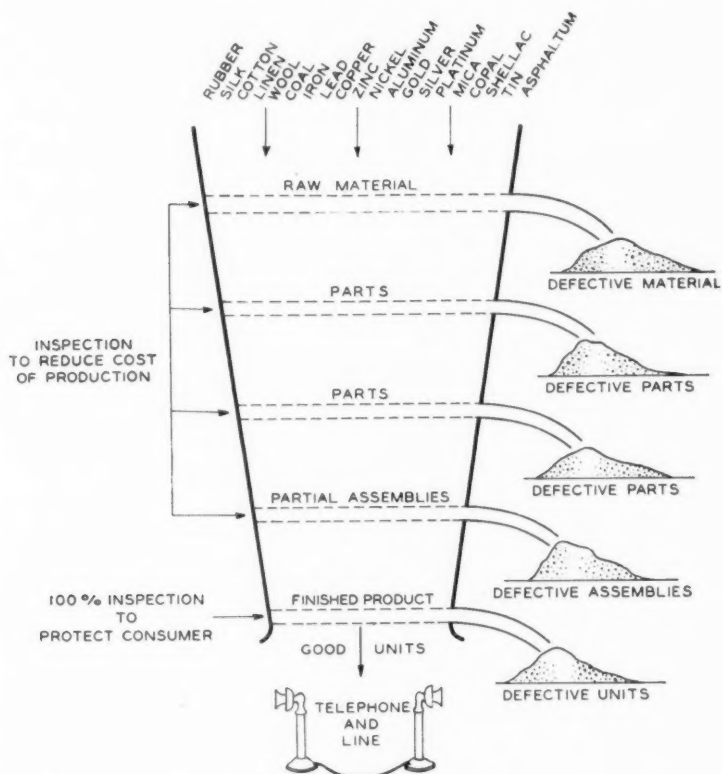 RUBBER
SILK
COTTON
LINEN
WOOL
COAL
IRON
LEAD
COPPER
ZINC
NICKEL
ALUMINUM
GOLD
SILVER
PLATINUM
MICA
COPAL
SHELLAC
TIN
ASPHALTUM
RAW MATERIAL
DEFECTIVE MATERIAL
PARTS
DEFECTIVE PARTS
INSPECTION
TO REDUCE COST
OF PRODUCTION
PARTS
DEFECTIVE PARTS
PARTIAL ASSEMBLIES
DEFECTIVE ASSEMBLIES
100% INSPECTION
TO
PROTECT CONSUMER
FINISHED PRODUCT
GOOD UNITS
DEFECTIVE UNITS
TELEPHONE
AND
LINE